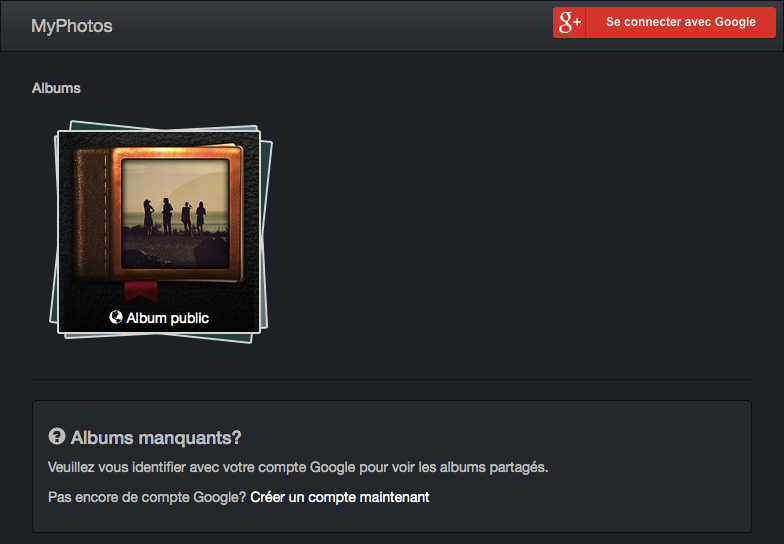 MyPhotos
g+ Se connecter avec Google
Albums
Album public
Albums manquants?
Veuillez vous identifier avec votre compte Google pour voir les albums partagés.
Pas encore de compte Google? Créer un compte maintenant